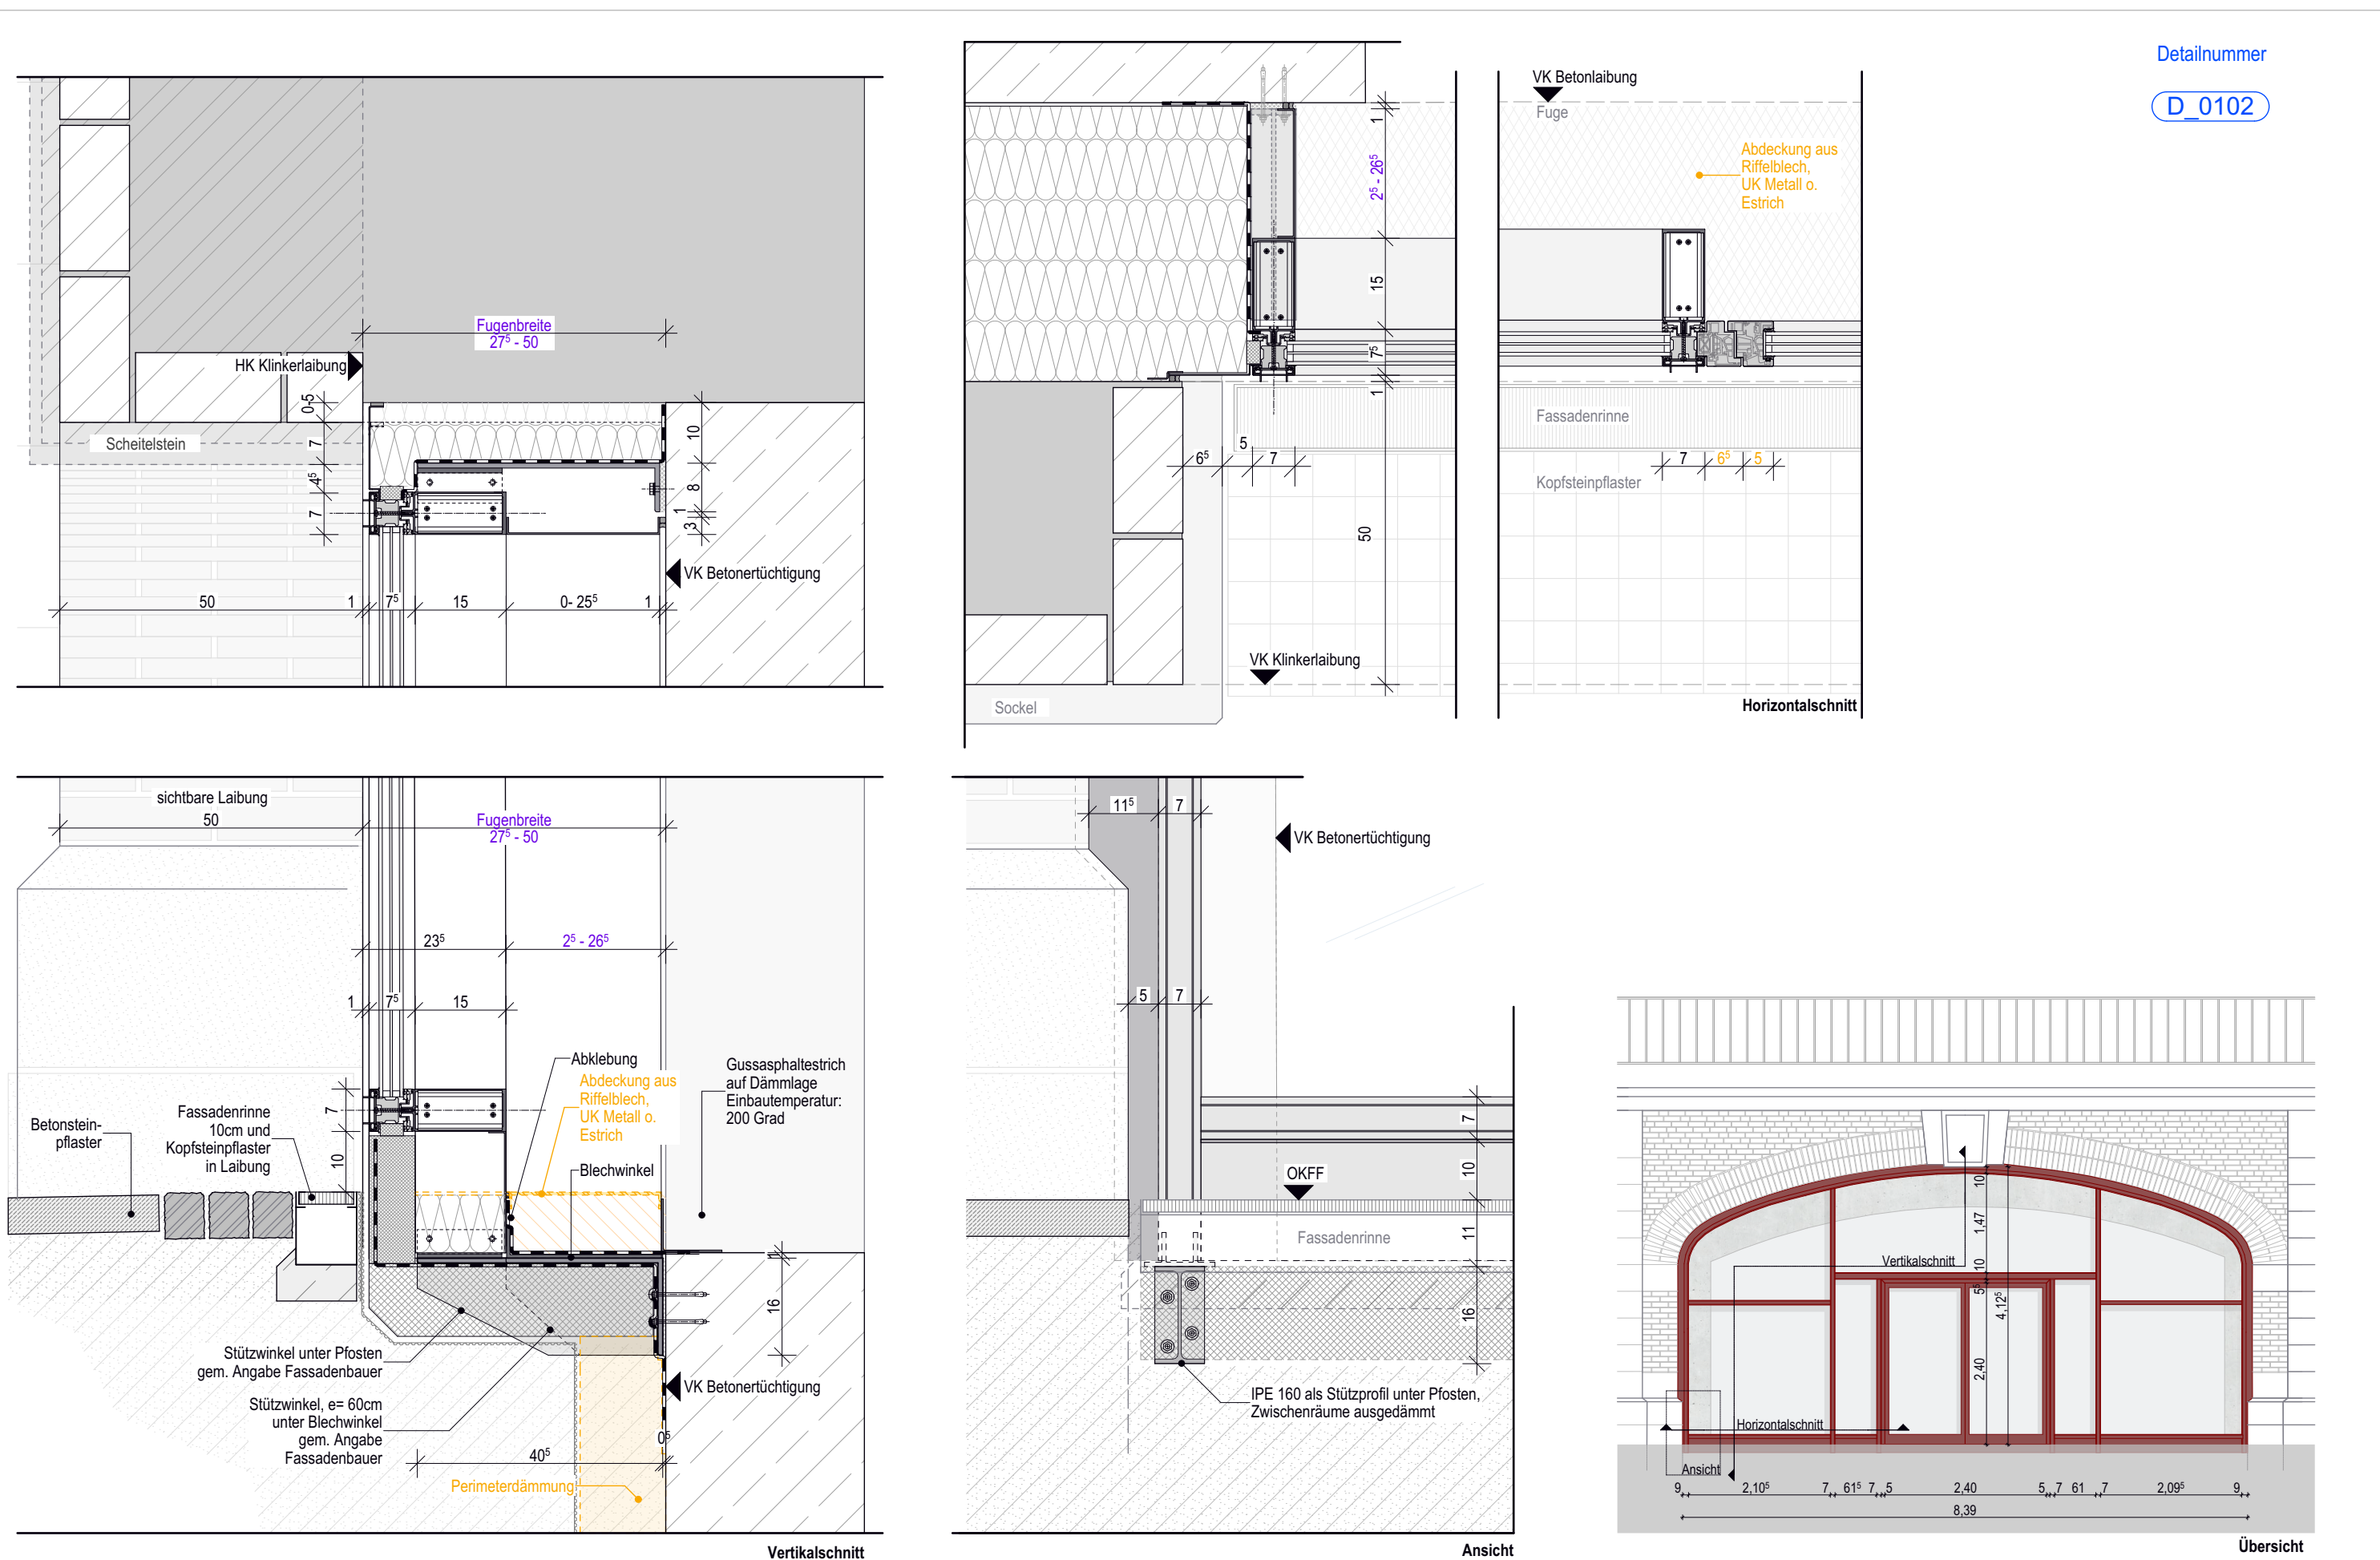 Detailnummer
D_0102
Fugenbreite
27⁵ - 50
HK Klinkerlaibung
Scheitelstein
0-5
7
4⁵
7
10
8
1
3
VK Betonertüchtigung
50
1
7⁵
15
0- 25⁵
1
1
2⁵ - 26⁵
15
7⁵
1
50
6⁵
5
7
VK Klinkerlaibung
Sockel
VK Betonlaibung
Fuge
Abdeckung aus
Riffelblech,
UK Metall o.
Estrich
Fassadenrinne
7
6⁵
5
Kopfsteinpflaster
Horizontalschnitt
sichtbare Laibung
50
Fugenbreite
27⁵ - 50
23⁵
2⁵ - 26⁵
1
7⁵
15
Abklebung
Abdeckung aus
Riffelblech,
UK Metall o.
Estrich
Blechwinkel
Gussasphaltestrich
auf Dämmlage
Einbautemperatur:
200 Grad
Betonstein-
pflaster
Fassadenrinne
10cm und
Kopfsteinpflaster
in Laibung
7
10
1
16
Stützwinkel unter Pfosten
gem. Angabe Fassadenbauer
Stützwinkel, e= 60cm
unter Blechwinkel
gem. Angabe
Fassadenbauer
VK Betonertüchtigung
0⁵
40⁵
Perimeterdämmung
Vertikalschnitt
11⁵
7
VK Betonertüchtigung
5
7
OKFF
7
10
11
16
Fassadenrinne
IPE 160 als Stützprofil unter Pfosten,
Zwischenräume ausgedämmt
Ansicht
10
1,47
Vertikalschnitt
10
5⁵
4,12⁵
2,40
Horizontalschnitt
Ansicht
9
2,10⁵
7
61⁵
7
5
2,40
5
7
61
7
2,09⁵
9
8,39
Übersicht